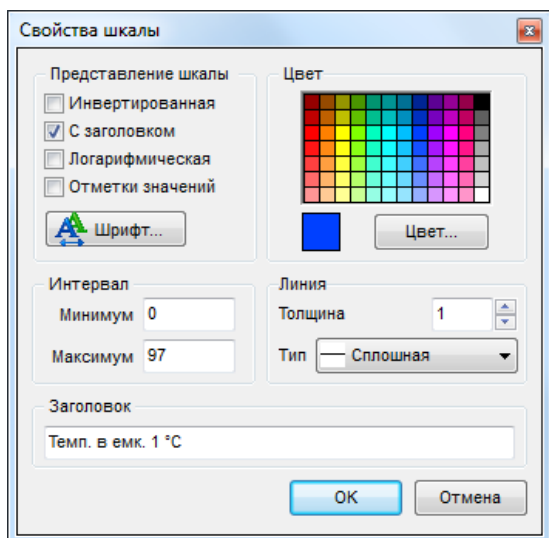 Свойства шкалы
Представление шкалы
Инвертированная
С заголовком
Логарифмическая
Отметки значений
Шрифт...
Цвет
Цвет...
Интервал
Минимум 0
Максимум 97
Линия
Толщина 1
Тип Сплошная
Заголовок
Темп. в емк. 1 °C
OK Отмена